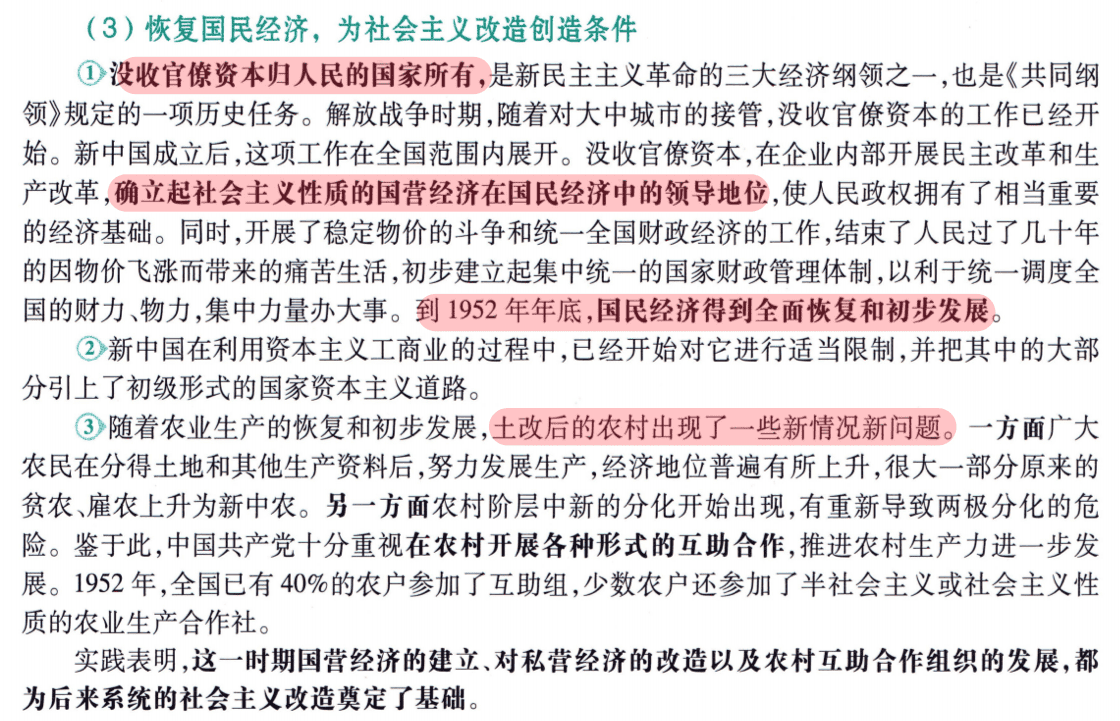 （3）恢复国民经济，为社会主义改造创造条件
①没收官僚资本归人民的国家所有，是新民主主义革命的三大经济纲领之一，也是《共同纲
领》规定的一项历史任务。解放战争时期，随着对大中城市的接管，没收官僚资本的工作已经开
始。新中国成立后，这项工作在全国范围内展开。没收官僚资本，在企业内部开展民主改革和生
产改革，确立起社会主义性质的国营经济在国民经济中的领导地位，使人民政权拥有了相当重要
的经济基础。同时，开展了稳定物价的斗争和统一全国财政经济的工作，结束了人民过了几十年
的因物价飞涨而带来的痛苦生活，初步建立起集中统一的国家财政管理体制，以利于统一调度全
国的财力、物力，集中力量办大事。到1952年年底，国民经济得到全面恢复和初步发展。
②新中国在利用资本主义工商业的过程中，已经开始对它进行适当限制，并把其中的大部
分引上了初级形式的国家资本主义道路。
③随着农业生产的恢复和初步发展，土改后的农村出现了一些新情况新问题。一方面广大
农民在分得土地和其他生产资料后，努力发展生产，经济地位普遍有所上升，很大一部分原来的
贫农、雇农上升为新中农。另一方面农村阶层中新的分化开始出现，有重新导致两极分化的危
险。鉴于此，中国共产党十分重视在农村开展各种形式的互助合作，推进农村生产力进一步发
展。1952年，全国已有40%的农户参加了互助组，少数农户还参加了半社会主义或社会主义性
质的农业生产合作社。
实践表明，这一时期国营经济的建立、对私营经济的改造以及农村互助合作组织的发展，都
为后来系统的社会主义改造奠定了基础。